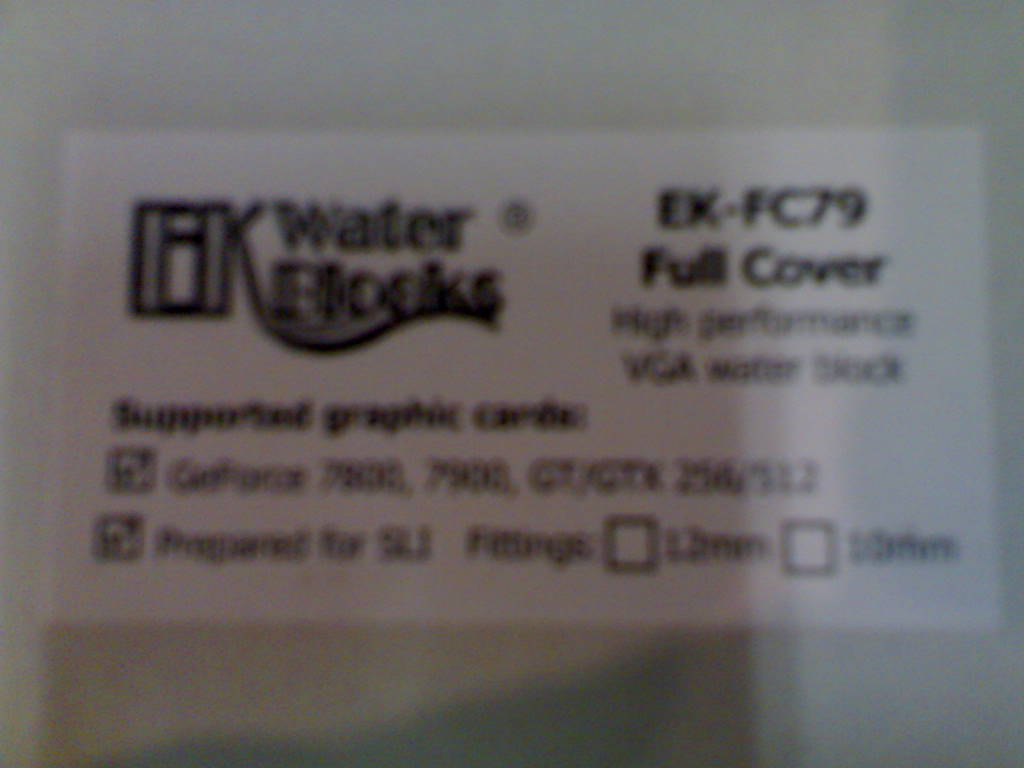 EK Water Blocks ®
EK-FC79
Full Cover
High performance
VGA water block
Supported graphic cards:
☑ GeForce 7800, 7900, GT/GTX 256/512
☑ Prepared for SLI Fittings: ☐ 12mm ☐ 10mm